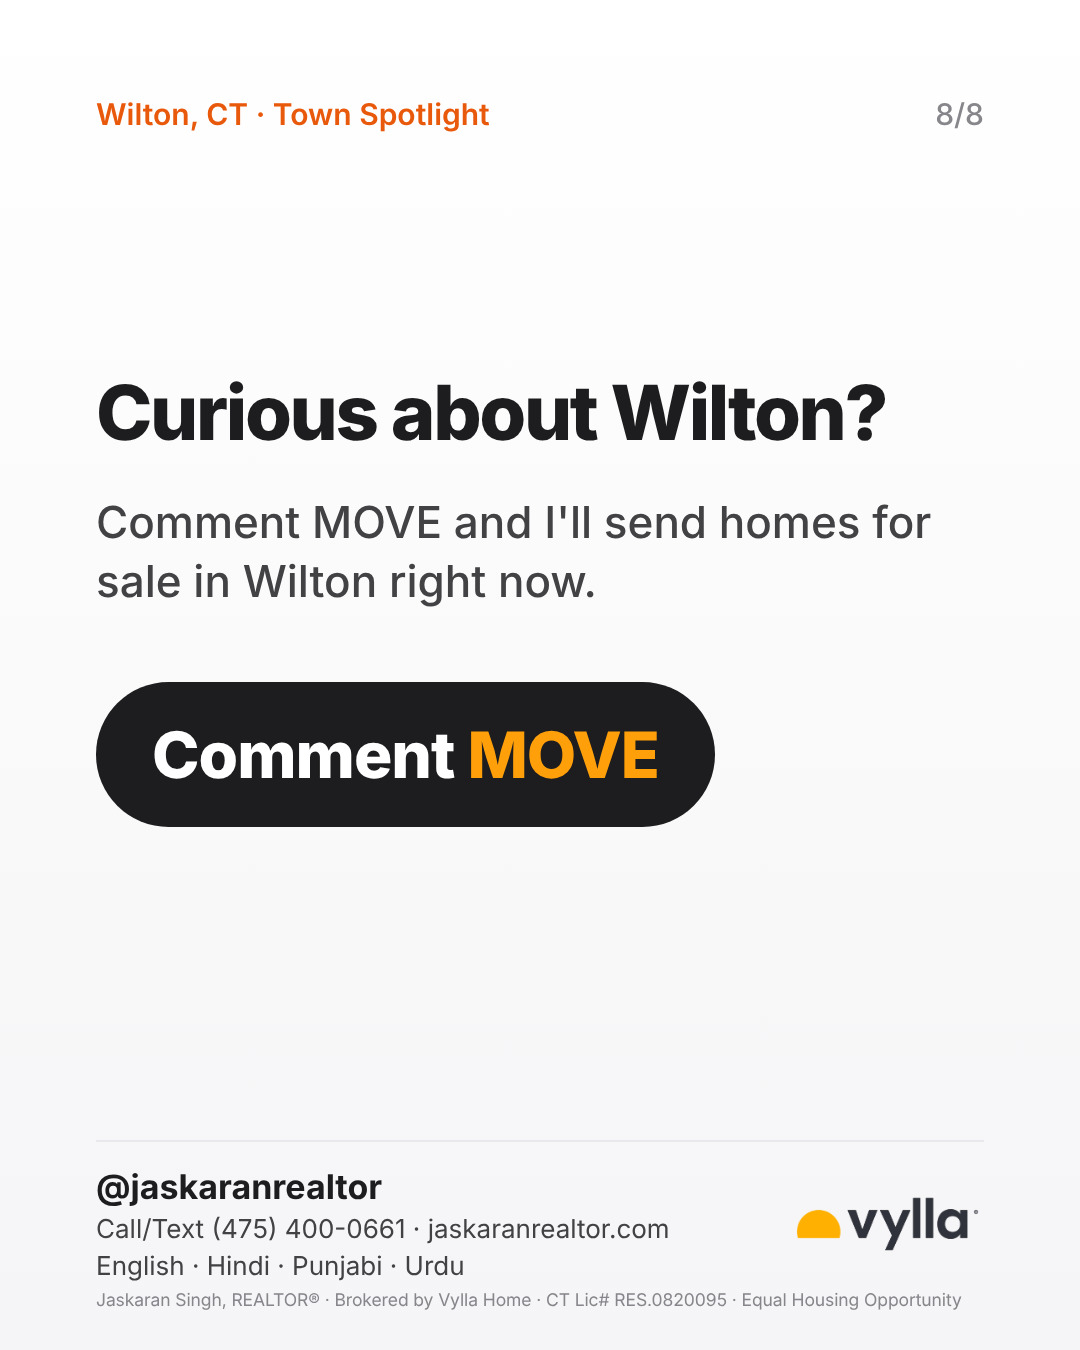 Wilton, CT · Town Spotlight
8/8
Curious about Wilton?
Comment MOVE and I'll send homes for
sale in Wilton right now.
Comment MOVE
@jaskaranrealtor
Call/Text (475) 400-0661 · jaskaranrealtor.com
English · Hindi · Punjabi · Urdu
Jaskaran Singh, REALTOR® · Brokered by Vylla Home · CT Lic# RES.0820095 · Equal Housing Opportunity
vylla